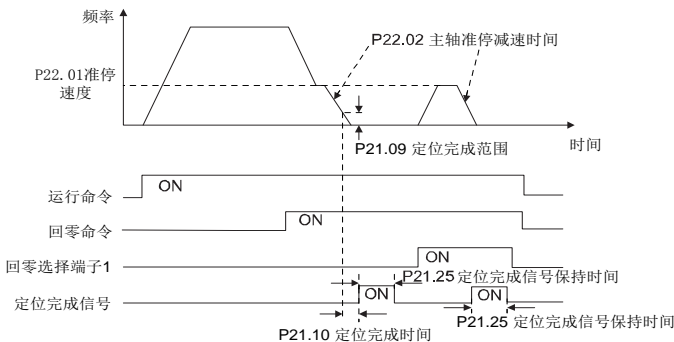 频率
P22.02 主轴准停减速时间
P22.01准停
速度
P21.09 定位完成范围
时间
运行命令
ON
回零命令
ON
回零选择端子1
ON
P21.25 定位完成信号保持时间
定位完成信号
ON
ON
P21.10 定位完成时间
P21.25 定位完成信号保持时间